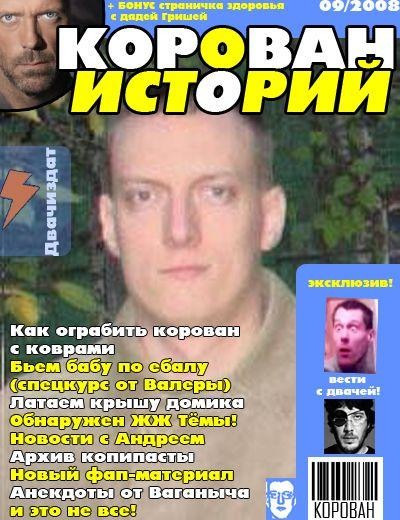 + БОНУС страничка здоровья
с дядей Гришей
09/2008
КОРОВАН
ИСТОРИЙ
Двачиздат
Как ограбить корован
с коврами
Бьем бабу по ебалу
(спецкурс от Валеры)
Латаем крышу домика
Обнаружен ЖЖ Тёмы!
Новости с Андреем
Архив копипасты
Новый фап-материал
Анекдоты от Ваганыча
и это не все!
эксклюзив!
вести
с двачей!
КОРОВАН